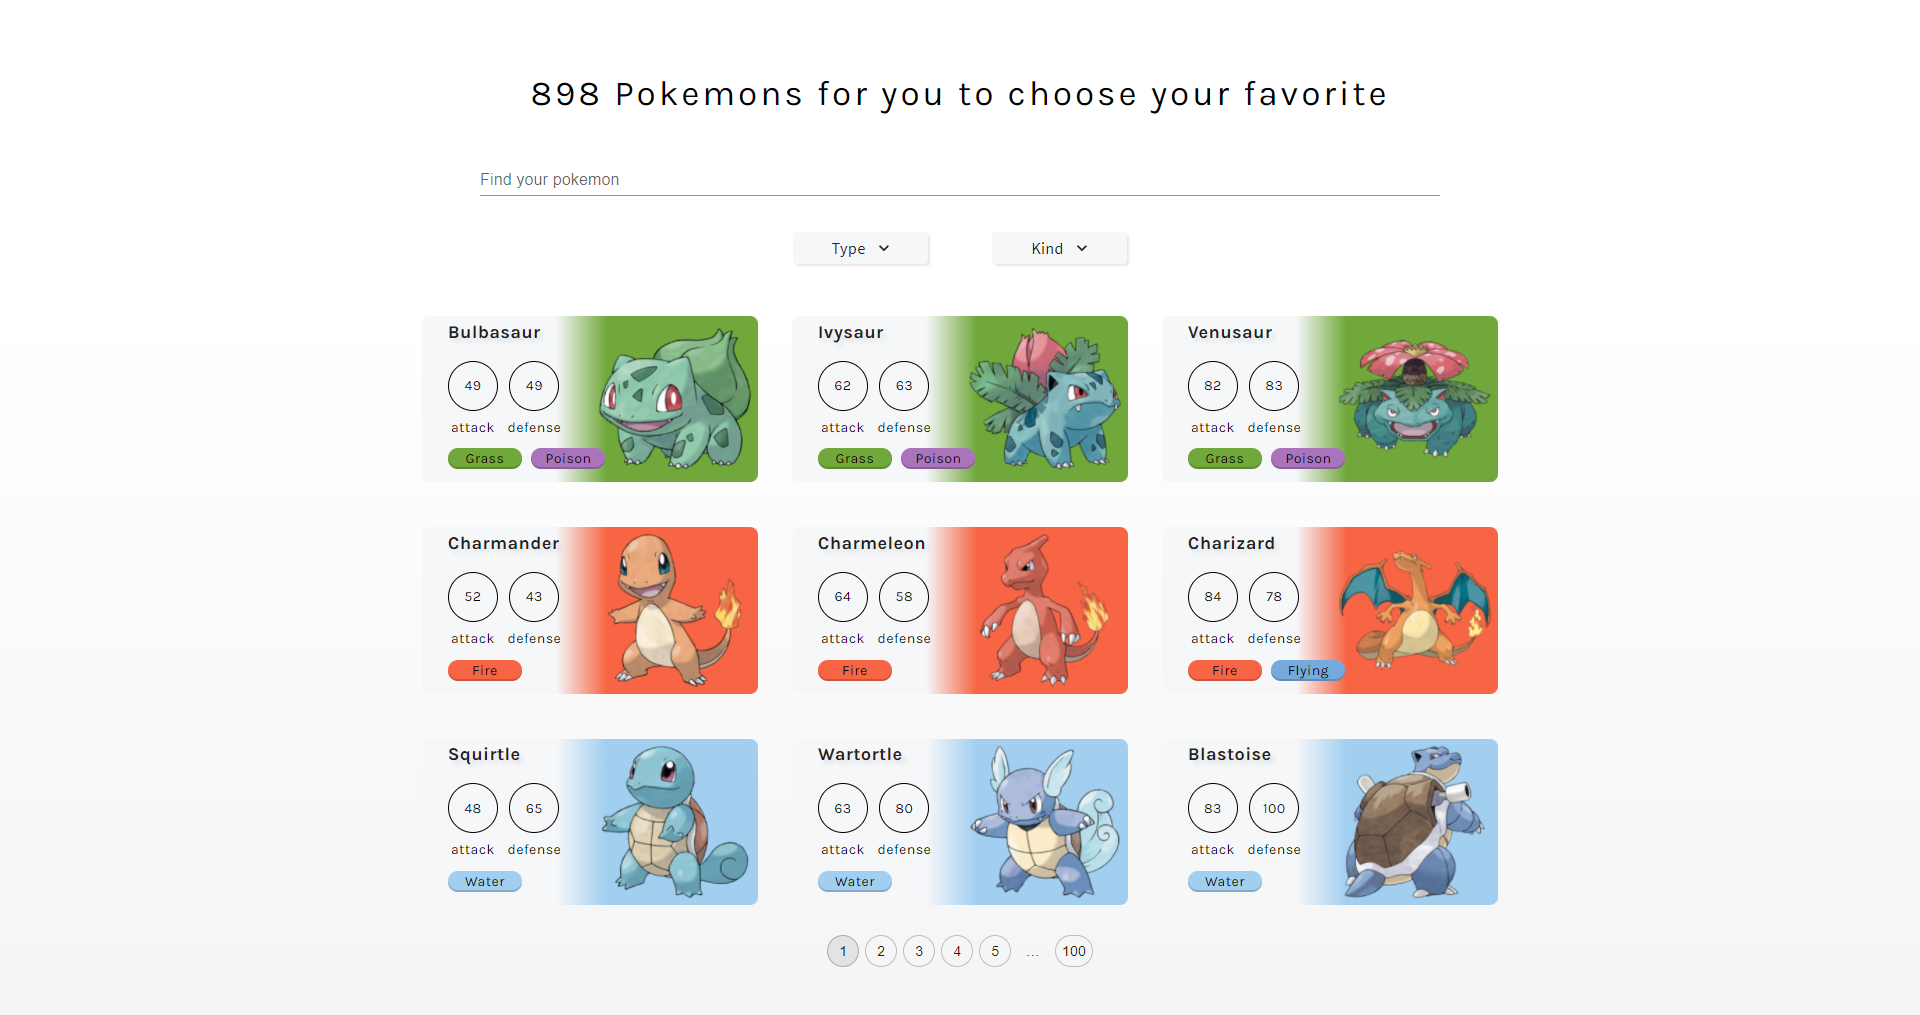 898 Pokemons for you to choose your favorite
Find your pokemon
Type
Kind
Bulbasaur
49 49
attack defense
Grass Poison
Ivysaur
62 63
attack defense
Grass Poison
Venusaur
82 83
attack defense
Grass Poison
Charmander
52 43
attack defense
Fire
Charmeleon
64 58
attack defense
Fire
Charizard
84 78
attack defense
Fire Flying
Squirtle
48 65
attack defense
Water
Wartortle
63 80
attack defense
Water
Blastoise
83 100
attack defense
Water
1 2 3 4 5 ... 100